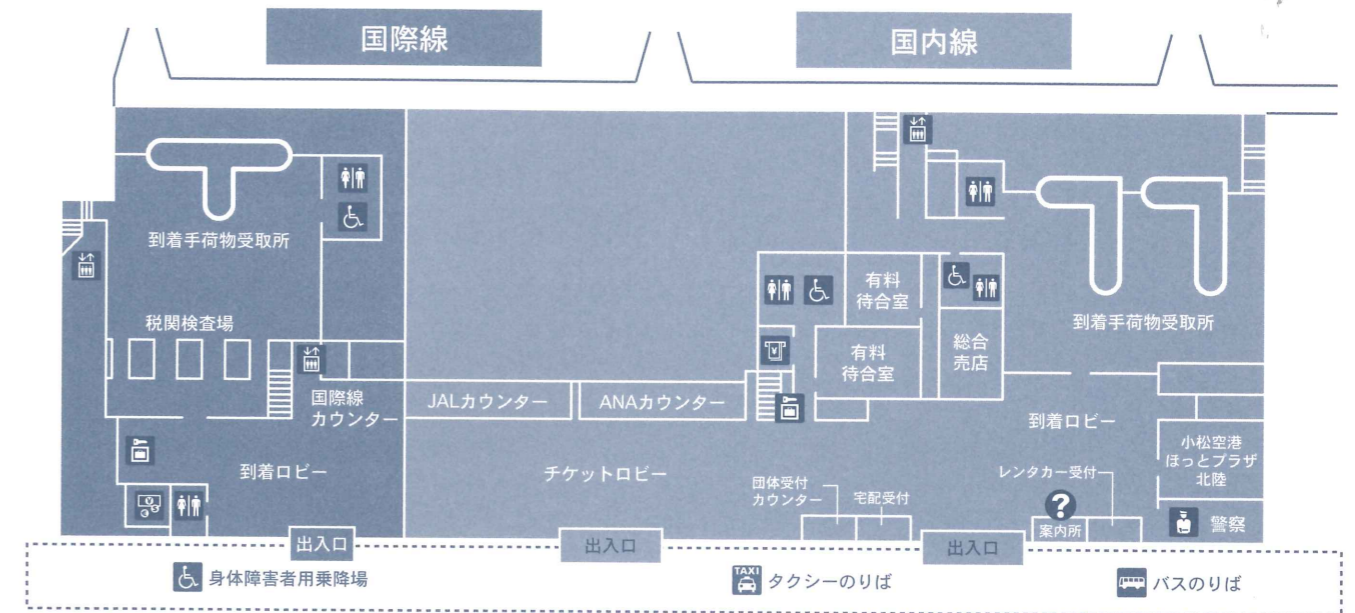 国際線
国内線
到着手荷物受取所
税関検査場
国際線
カウンター
到着ロビー
JALカウンター
ANAカウンター
チケットロビー
有料
待合室
有料
待合室
総合
売店
到着手荷物受取所
到着ロビー
小松空港
ほっとプラザ
北陸
団体受付
カウンター
宅配受付
レンタカー受付
?
案内所
警察
出入口
出入口
出入口
身体障害者用乗降場
TAXI
タクシーのりば
バスのりば